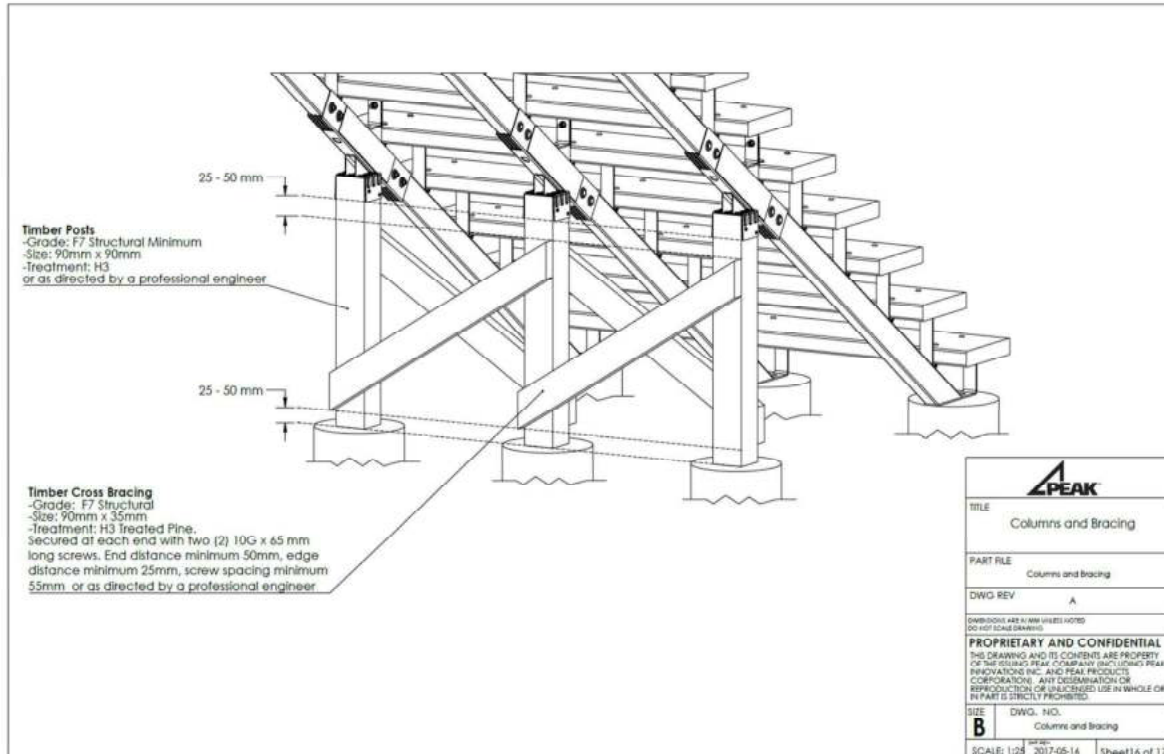 25 - 50 mm
Timber Posts
-Grade: F7 Structural Minimum
-Size: 90mm x 90mm
-Treatment: H3
or as directed by a professional engineer
25 - 50 mm
Timber Cross Bracing
-Grade: F7 Structural
-Size: 90mm x 35mm
-Treatment: H3 Treated Pine.
Secured at each end with two (2) 10G x 65 mm
long screws. End distance minimum 50mm, edge
distance minimum 25mm, screw spacing minimum
55mm or as directed by a professional engineer
PEAK
TITLE
Columns and Bracing
PART FILE
Columns and Bracing
DWG REV
A
DIMENSIONS ARE IN MM UNLESS NOTED
DO NOT SCALE DRAWING
PROPRIETARY AND CONFIDENTIAL
THIS DRAWING AND ITS CONTENTS ARE PROPERTY
OF THE ISSUING PEAK COMPANY (INCLUDING PEAK
INNOVATIONS INC. AND PEAK PRODUCTS
CORPORATION). ANY DISSEMINATION OR
REPRODUCTION OR UNLICENSED USE IN WHOLE OR
IN PART IS STRICTLY PROHIBITED.
SIZE
B
DWG. NO.
Columns and Bracing
SCALE: 1:25
2017-05-16
Sheet16 of 17